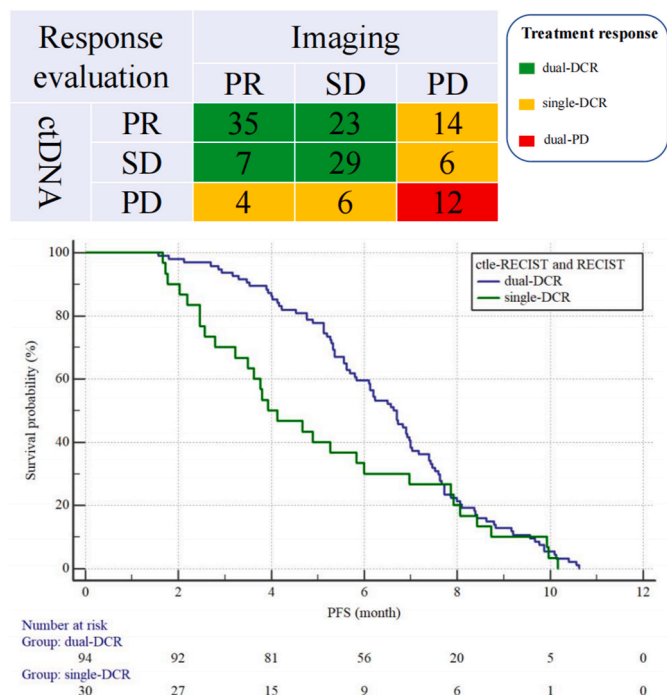 Response evaluation Imaging
PR SD PD
ctDNA PR 35 23 14
SD 7 29 6
PD 4 6 12
Treatment response
dual-DCR
single-DCR
dual-PD
ctle-RECIST and RECIST
dual-DCR
single-DCR
Survival probability (%)
100
80
60
40
20
0
0 2 4 6 8 10 12
PFS (month)
Number at risk
Group: dual-DCR
94 92 81 56 20 5 0
Group: single-DCR
30 27 15 9 6 1 0